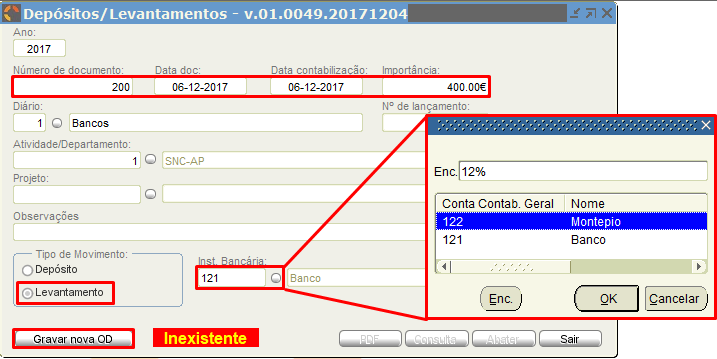 Depósitos/Levantamentos - v.01.0049.20171204
Ano:
2017
Número de documento: Data doc: Data contabilização: Importância:
200 06-12-2017 06-12-2017 400.00€
Diário: Nº de lançamento:
1 Bancos
Atividade/Departamento:
1 SNC-AP
Projeto:
Observações
Tipo de Movimento:
Depósito
Levantamento
Inst. Bancária:
121 Banco
Gravar nova OD Inexistente PDF Consulta Abater Sair
Enc. 12%
Conta Contab. Geral Nome
122 Montepio
121 Banco
Enc. OK Cancelar